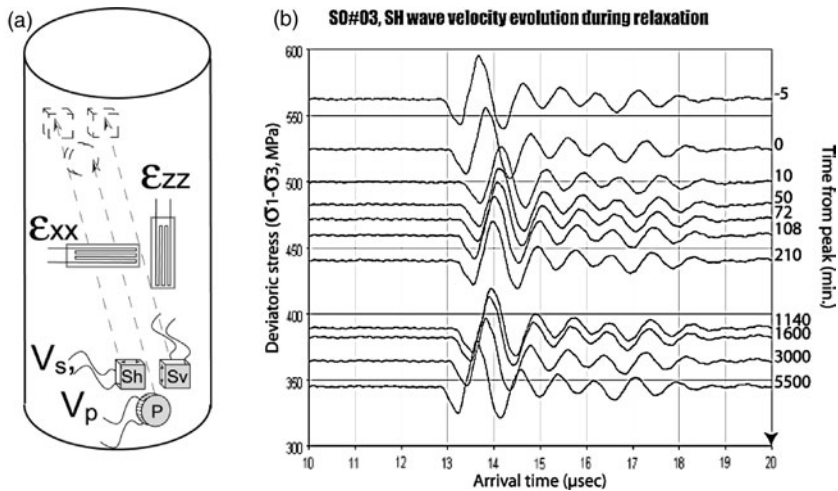 (a)
εzz
εxx
Vs,
Sh
Sv
Vp
P
(b)
SO#03, SH wave velocity evolution during relaxation
Deviatoric stress (σ1-σ3, MPa)
600
550
500
450
400
350
300
-5
0
10
50
72
108
210
1140
1600
3000
5500
Time from peak (min.)
10 11 12 13 14 15 16 17 18 19 20
Arrival time (μsec)